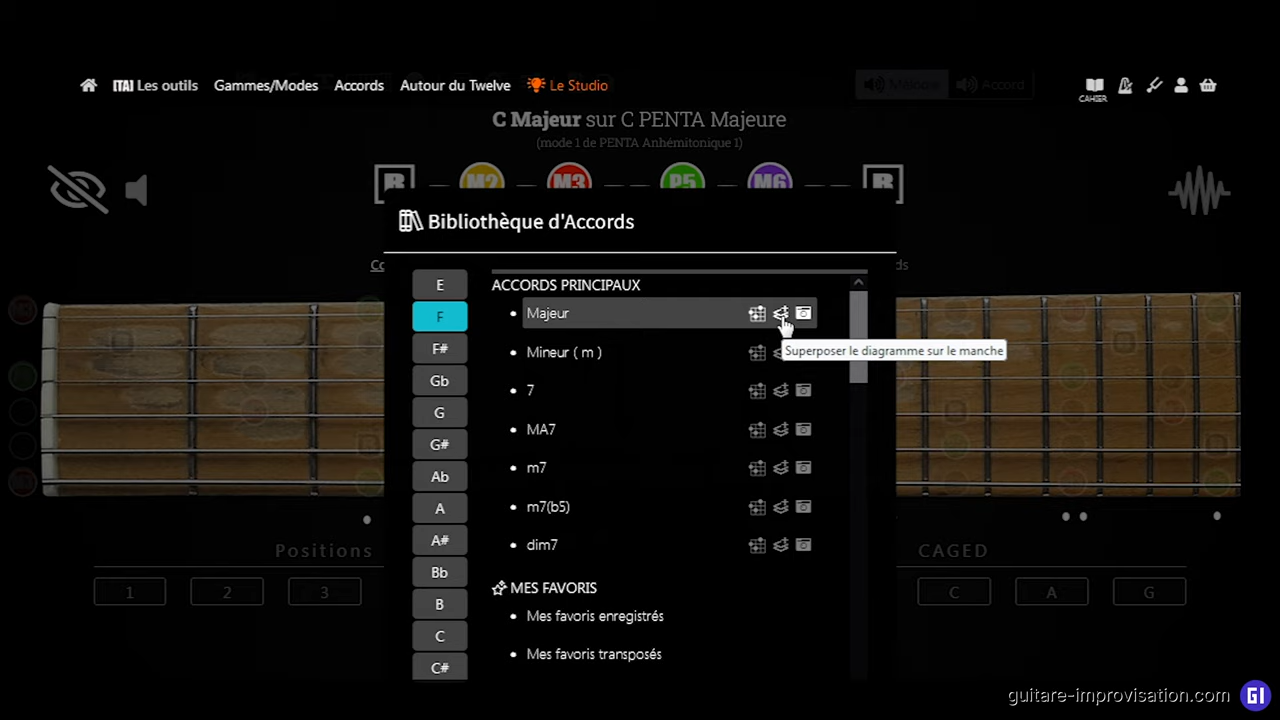 Les outils
Gammes/Modes
Accords
Autour du Twelve
Le Studio
CAHIER
Mélodie
Accord
C Majeur sur C PENTA Majeure
(mode 1 de PENTA Anhémitonique 1)
R M2 M3 P5 M6 R
Bibliothèque d'Accords
E
F
F#
Gb
G
G#
Ab
A
A#
Bb
B
C
C#
ACCORDS PRINCIPAUX
Majeur
Superposer le diagramme sur le manche
Mineur ( m )
7
MA7
m7
m7(b5)
dim7
MES FAVORIS
Mes favoris enregistrés
Mes favoris transposés
Positions
1 2 3
CAGED
C A G
guitare-improvisation.com GI